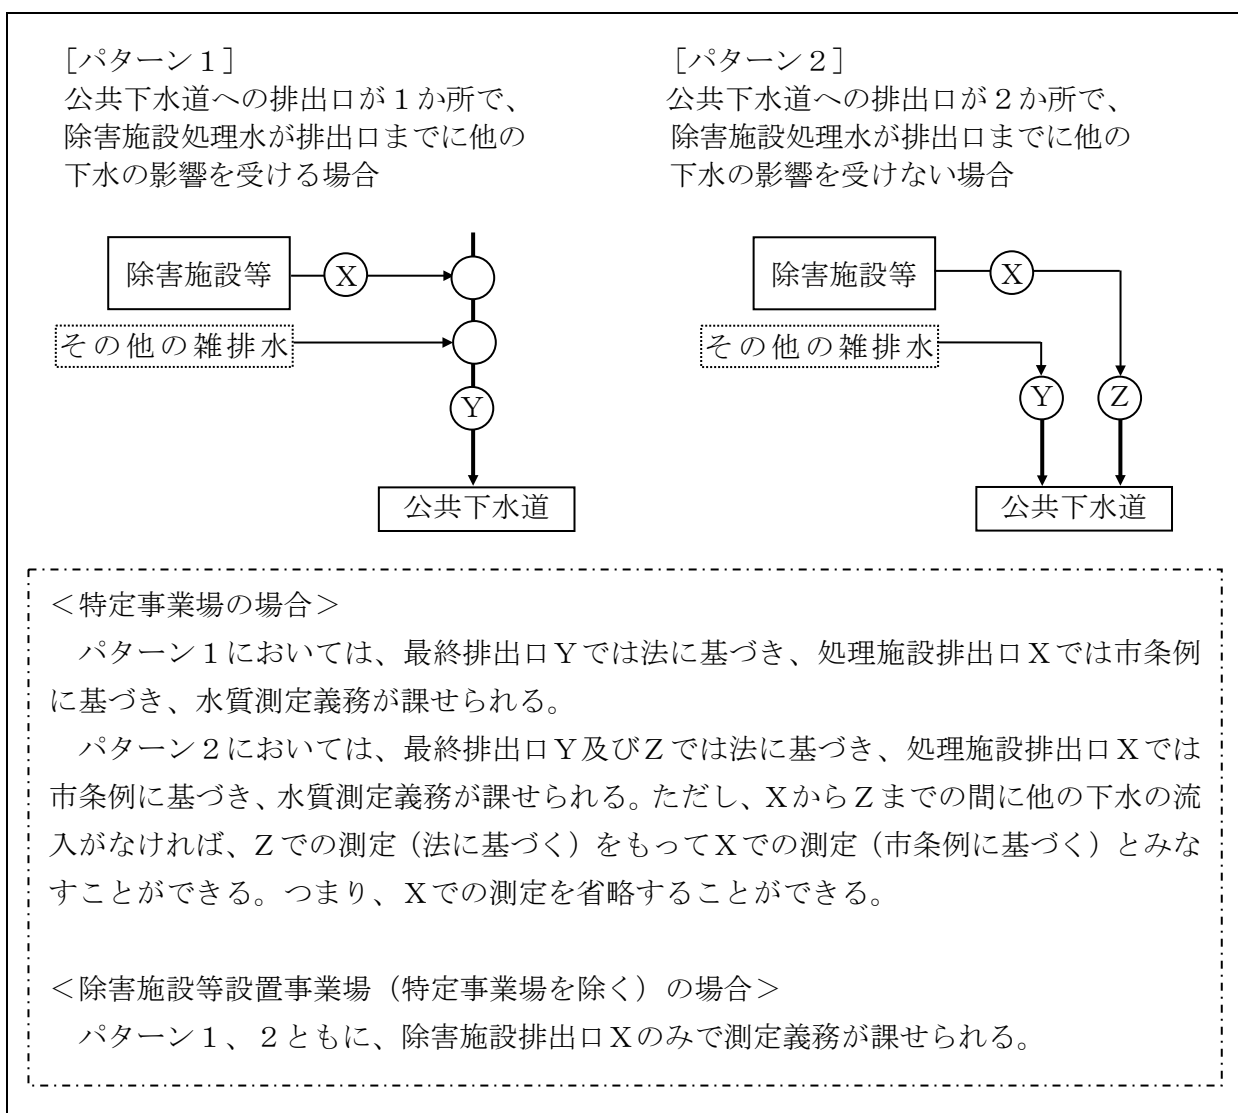 ［パターン１］
公共下水道への排出口が１か所で、
除害施設処理水が排出口までに他の
下水の影響を受ける場合
除害施設等
X
その他の雑排水
Y
公共下水道
［パターン２］
公共下水道への排出口が２か所で、
除害施設処理水が排出口までに他の
下水の影響を受けない場合
除害施設等
X
その他の雑排水
Y
Z
公共下水道
＜特定事業場の場合＞
パターン１においては、最終排出口Ｙでは法に基づき、処理施設排出口Ｘでは市条例
に基づき、水質測定義務が課せられる。
パターン２においては、最終排出口Ｙ及びＺでは法に基づき、処理施設排出口Ｘでは
市条例に基づき、水質測定義務が課せられる。ただし、ＸからＺまでの間に他の下水の流
入がなければ、Ｚでの測定（法に基づく）をもってＸでの測定（市条例に基づく）とみな
すことができる。つまり、Ｘでの測定を省略することができる。
＜除害施設等設置事業場（特定事業場を除く）の場合＞
パターン１、２ともに、除害施設排出口Ｘのみで測定義務が課せられる。